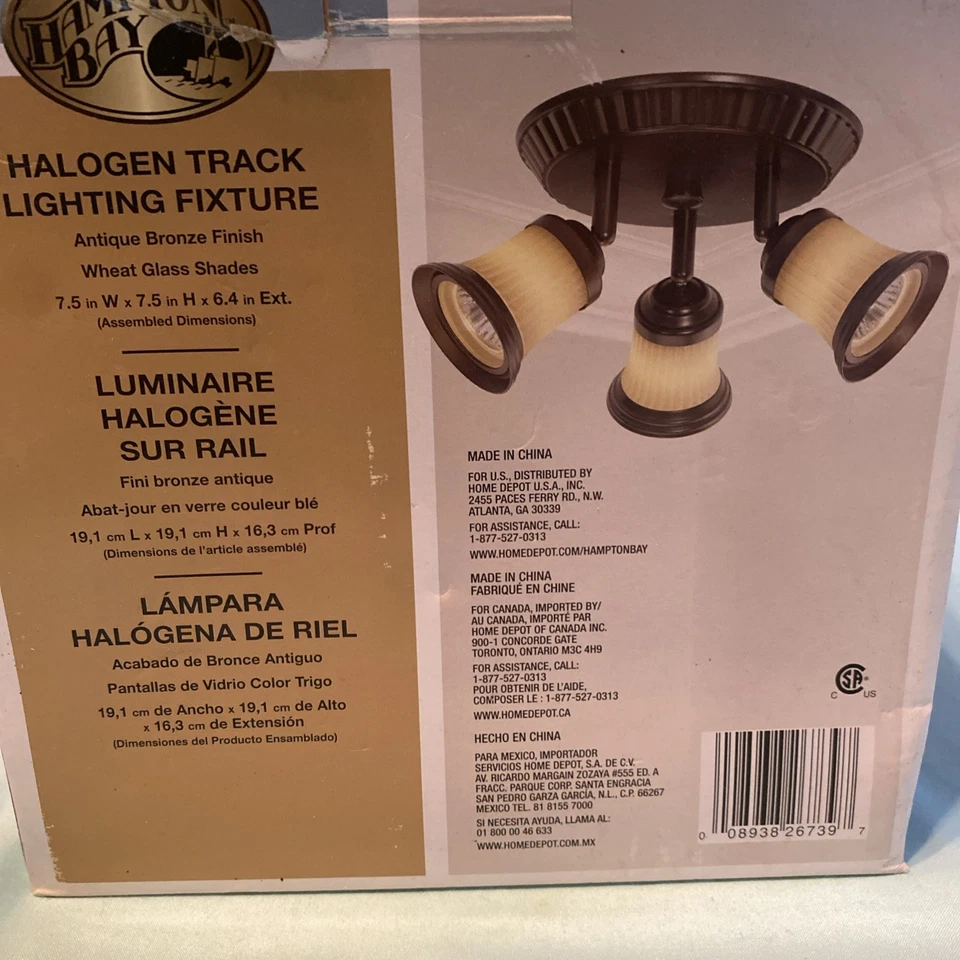 HAMPTON
BAY
HALOGEN TRACK
LIGHTING FIXTURE
Antique Bronze Finish
Wheat Glass Shades
7.5 in W x 7.5 in H x 6.4 in Ext.
(Assembled Dimensions)
LUMINAIRE
HALOGÈNE
SUR RAIL
Fini bronze antique
Abat-jour en verre couleur blé
19,1 cm L x 19,1 cm H x 16,3 cm Prof
(Dimensions de l'article assemblé)
LÁMPARA
HALÓGENA DE RIEL
Acabado de Bronce Antiguo
Pantallas de Vidrio Color Trigo
19,1 cm de Ancho x 19,1 cm de Alto
x 16,3 cm de Extensión
(Dimensiones del Producto Ensamblado)
MADE IN CHINA
FOR U.S., DISTRIBUTED BY
HOME DEPOT U.S.A., INC.
2455 PACES FERRY RD., N.W.
ATLANTA, GA 30339
FOR ASSISTANCE, CALL:
1-877-527-0313
WWW.HOMEDEPOT.COM/HAMPTONBAY
MADE IN CHINA
FABRIQUÉ EN CHINE
FOR CANADA, IMPORTED BY/
AU CANADA, IMPORTÉ PAR
HOME DEPOT OF CANADA INC.
900-1 CONCORDE GATE
TORONTO, ONTARIO M3C 4H9
FOR ASSISTANCE, CALL:
1-877-527-0313
POUR OBTENIR DE L'AIDE,
COMPOSER LE : 1-877-527-0313
WWW.HOMEDEPOT.CA
HECHO EN CHINA
PARA MEXICO, IMPORTADOR
SERVICIOS HOME DEPOT, S.A. DE C.V.
AV. RICARDO MARGAIN ZOZAYA #555 ED. A
FRACC. PARQUE CORP. SANTA ENGRACIA
SAN PEDRO GARZA GARCÍA, N.L., C.P. 66267
MEXICO TEL. 81 8155 7000
SI NECESITA AYUDA, LLAMA AL:
01 800 00 46 633
WWW.HOMEDEPOT.COM.MX
CSA®
C US
0 08938 26739 7